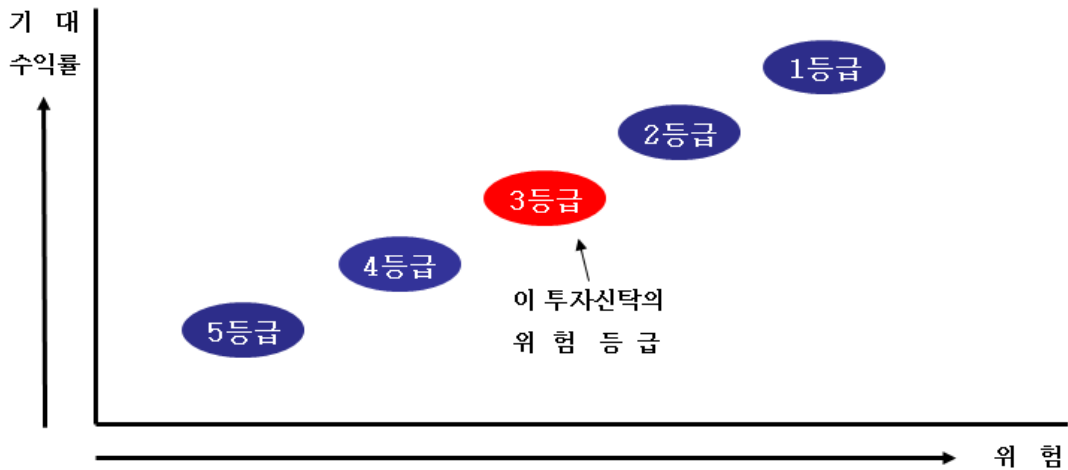 기 대
수익률
1등급
2등급
3등급
4등급
5등급
이 투자신탁의
위 험 등 급
위 험